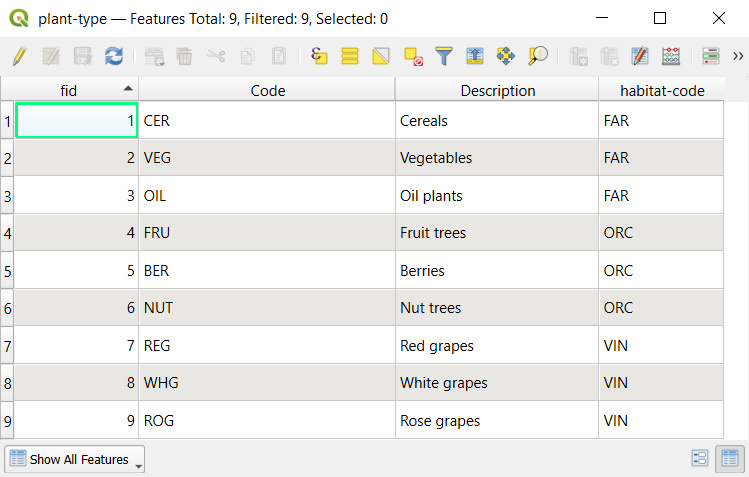 plant-type — Features Total: 9, Filtered: 9, Selected: 0
fid Code Description habitat-code
1 1 CER Cereals FAR
2 2 VEG Vegetables FAR
3 3 OIL Oil plants FAR
4 4 FRU Fruit trees ORC
5 5 BER Berries ORC
6 6 NUT Nut trees ORC
7 7 REG Red grapes VIN
8 8 WHG White grapes VIN
9 9 ROG Rose grapes VIN
Show All Features